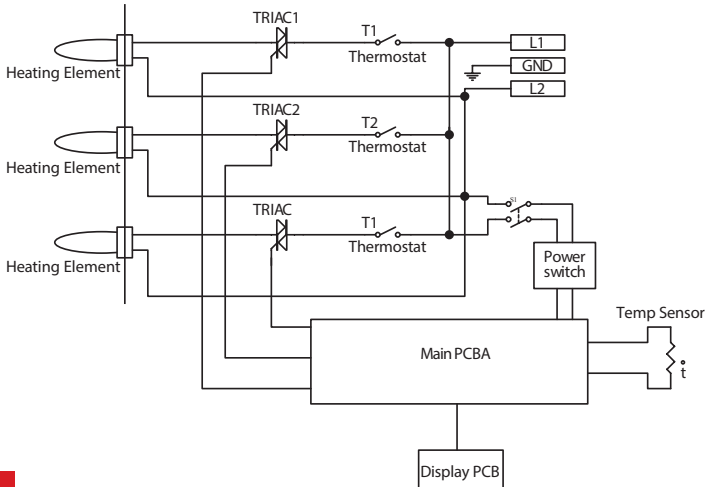 TRIAC1
T1
Thermostat
L1
GND
L2
Heating Element
TRIAC2
T2
Thermostat
Heating Element
S1
TRIAC
T1
Thermostat
Heating Element
Power
switch
Temp Sensor
Main PCBA
t
Display PCB